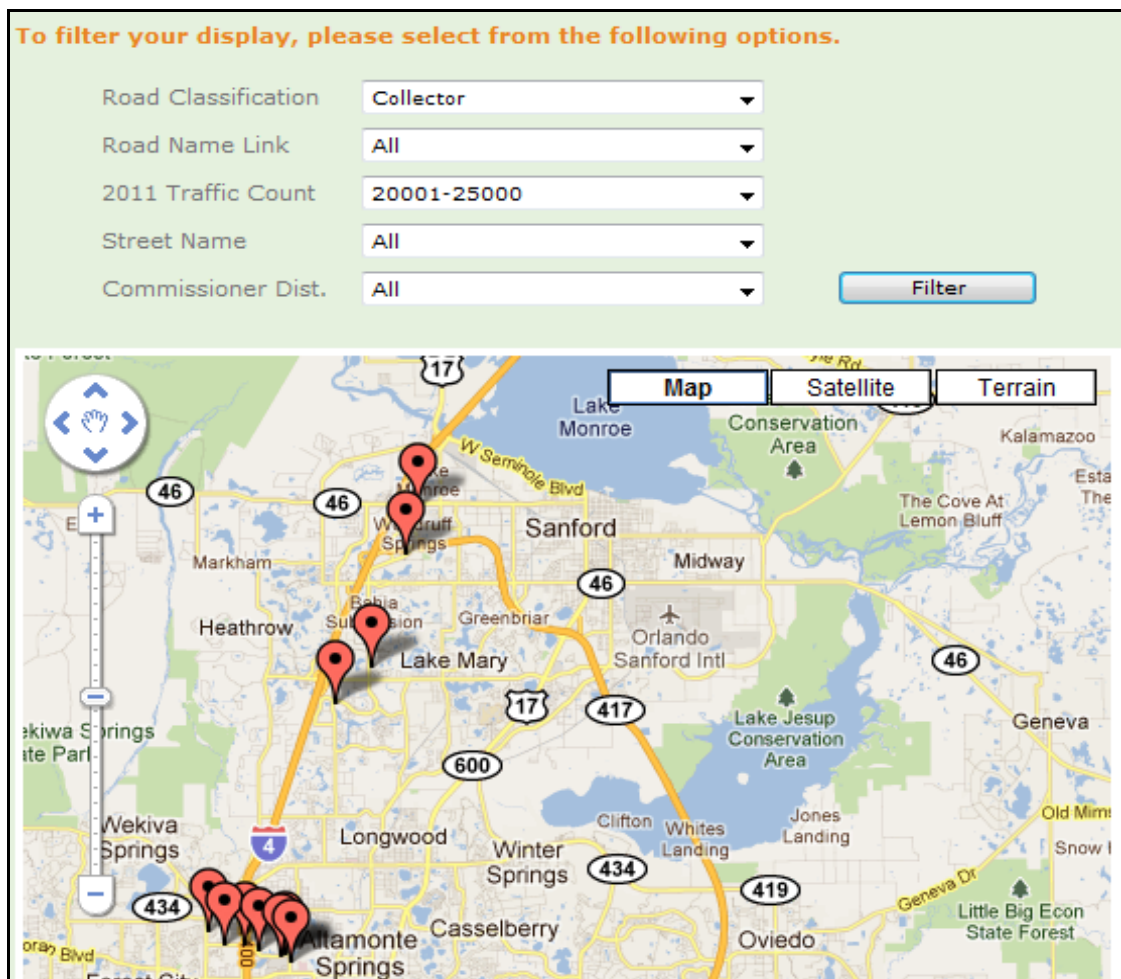 To filter your display, please select from the following options.
Road Classification Collector
Road Name Link All
2011 Traffic Count 20001-25000
Street Name All
Commissioner Dist. All Filter
17
Map Satellite Terrain
Lake
Monroe
Conservation
Area
Kalamazoo
W Seminole Blvd
46
46
The Cove At
Lemon Bluff
Sanford
Springs
Markham
Midway
46
Heathrow
Greenbriar
Orlando
Sanford Intl
Lake Mary
46
17
417
Lake Jesup
Conservation
Area
Geneva
600
Wekiva
Springs
4
Longwood
Clifton
Whites
Landing
Jones
Landing
Old
Winter
Springs
434
419
Snow
Geneva Dr
434
Little Big Econ
State Forest
Casselberry
Oviedo
Altamonte
Springs
Blvd